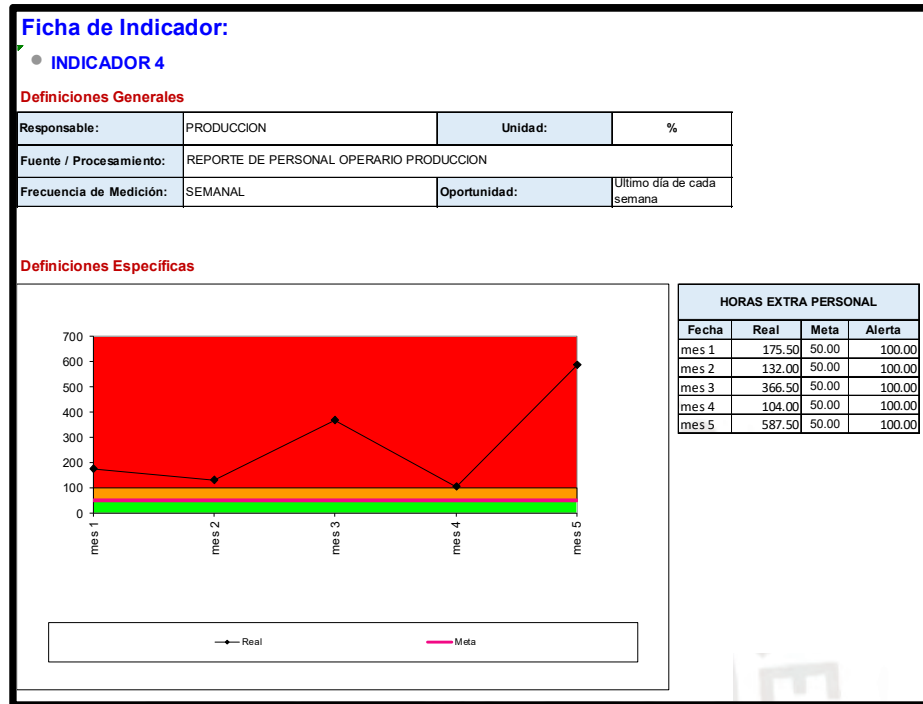 Ficha de Indicador:
INDICADOR 4
Definiciones Generales
Responsable: PRODUCCION Unidad: %
Fuente / Procesamiento: REPORTE DE PERSONAL OPERARIO PRODUCCION
Frecuencia de Medición: SEMANAL Oportunidad: Ultimo día de cada
semana
Definiciones Específicas
HORAS EXTRA PERSONAL
Fecha Real Meta Alerta
mes 1 175.50 50.00 100.00
mes 2 132.00 50.00 100.00
mes 3 366.50 50.00 100.00
mes 4 104.00 50.00 100.00
mes 5 587.50 50.00 100.00
700
600
500
400
300
200
100
0
mes 1
mes 2
mes 3
mes 4
mes 5
Real Meta
E